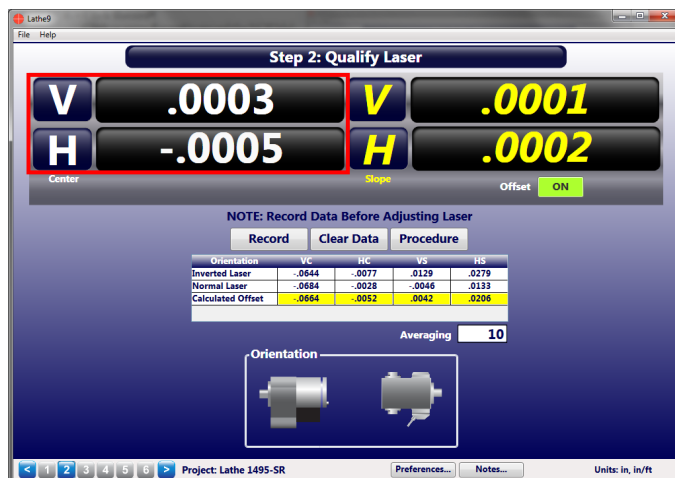 Lathe9
File Help
Step 2: Qualify Laser
V .0003 V .0001
H -.0005 H .0002
Center Slope Offset ON
NOTE: Record Data Before Adjusting Laser
Record Clear Data Procedure
Orientation VC HC VS HS
Inverted Laser -.0644 -.0077 .0129 .0279
Normal Laser -.0684 -.0028 -.0046 .0133
Calculated Offset -.0664 -.0052 .0042 .0206
Averaging 10
Orientation
< 1 2 3 4 5 6 > Project: Lathe 1495-SR Preferences... Notes... Units: in, in/ft